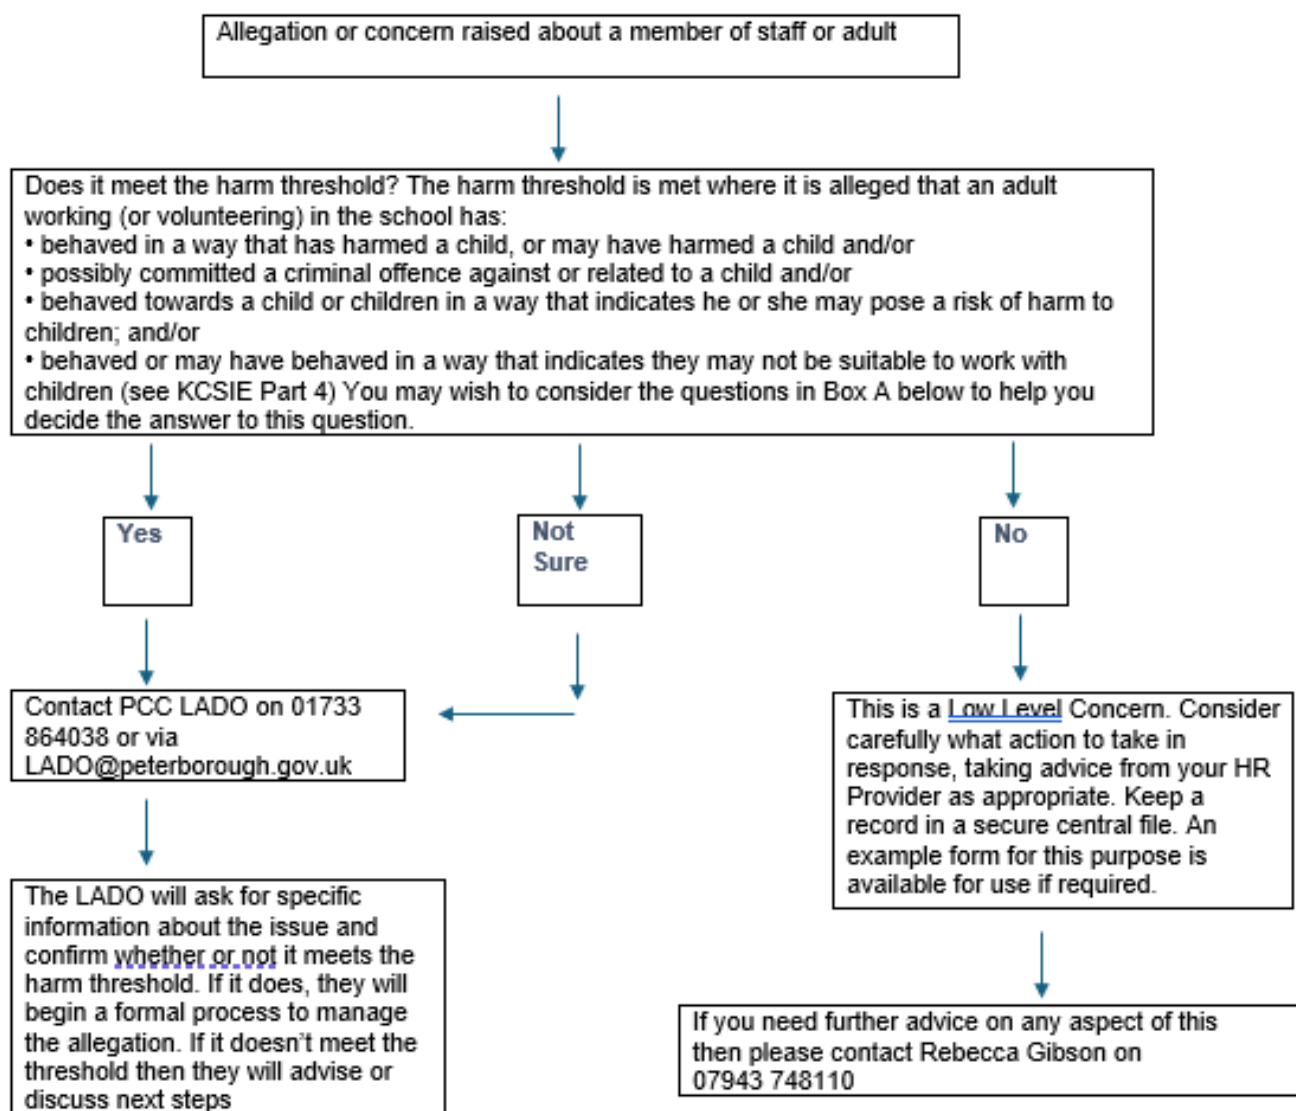 Allegation or concern raised about a member of staff or adult
Does it meet the harm threshold? The harm threshold is met where it is alleged that an adult
working (or volunteering) in the school has:
• behaved in a way that has harmed a child, or may have harmed a child and/or
• possibly committed a criminal offence against or related to a child and/or
• behaved towards a child or children in a way that indicates he or she may pose a risk of harm to
children; and/or
• behaved or may have behaved in a way that indicates they may not be suitable to work with
children (see KCSIE Part 4) You may wish to consider the questions in Box A below to help you
decide the answer to this question.
Yes
Not
Sure
No
Contact PCC LADO on 01733
864038 or via
LADO@peterborough.gov.uk
This is a Low Level Concern. Consider
carefully what action to take in
response, taking advice from your HR
Provider as appropriate. Keep a
record in a secure central file. An
example form for this purpose is
available for use if required.
The LADO will ask for specific
information about the issue and
confirm whether or not it meets the
harm threshold. If it does, they will
begin a formal process to manage
the allegation. If it doesn't meet the
threshold then they will advise or
discuss next steps
If you need further advice on any aspect of this
then please contact Rebecca Gibson on
07943 748110